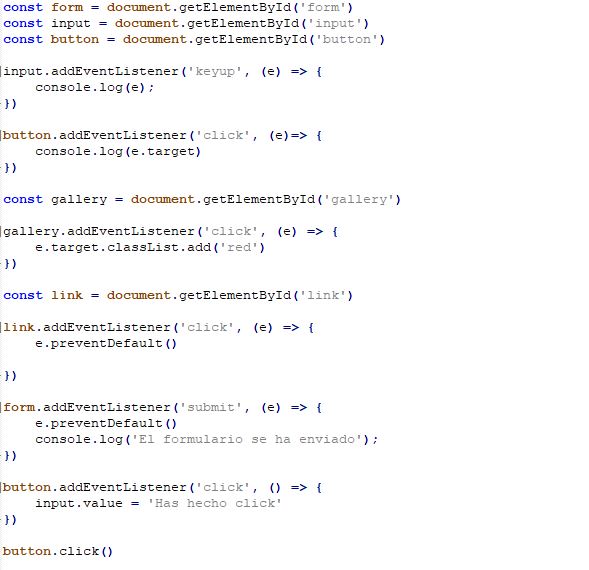 const form = document.getElementById('form')
const input = document.getElementById('input')
const button = document.getElementById('button')
input.addEventListener('keyup', (e) => {
    console.log(e);
})
button.addEventListener('click', (e)=> {
    console.log(e.target)
})
const gallery = document.getElementById('gallery')
gallery.addEventListener('click', (e) => {
    e.target.classList.add('red')
})
const link = document.getElementById('link')
link.addEventListener('click', (e) => {
    e.preventDefault()
})
form.addEventListener('submit', (e) => {
    e.preventDefault()
    console.log('El formulario se ha enviado');
})
button.addEventListener('click', () => {
    input.value = 'Has hecho click'
})
button.click()